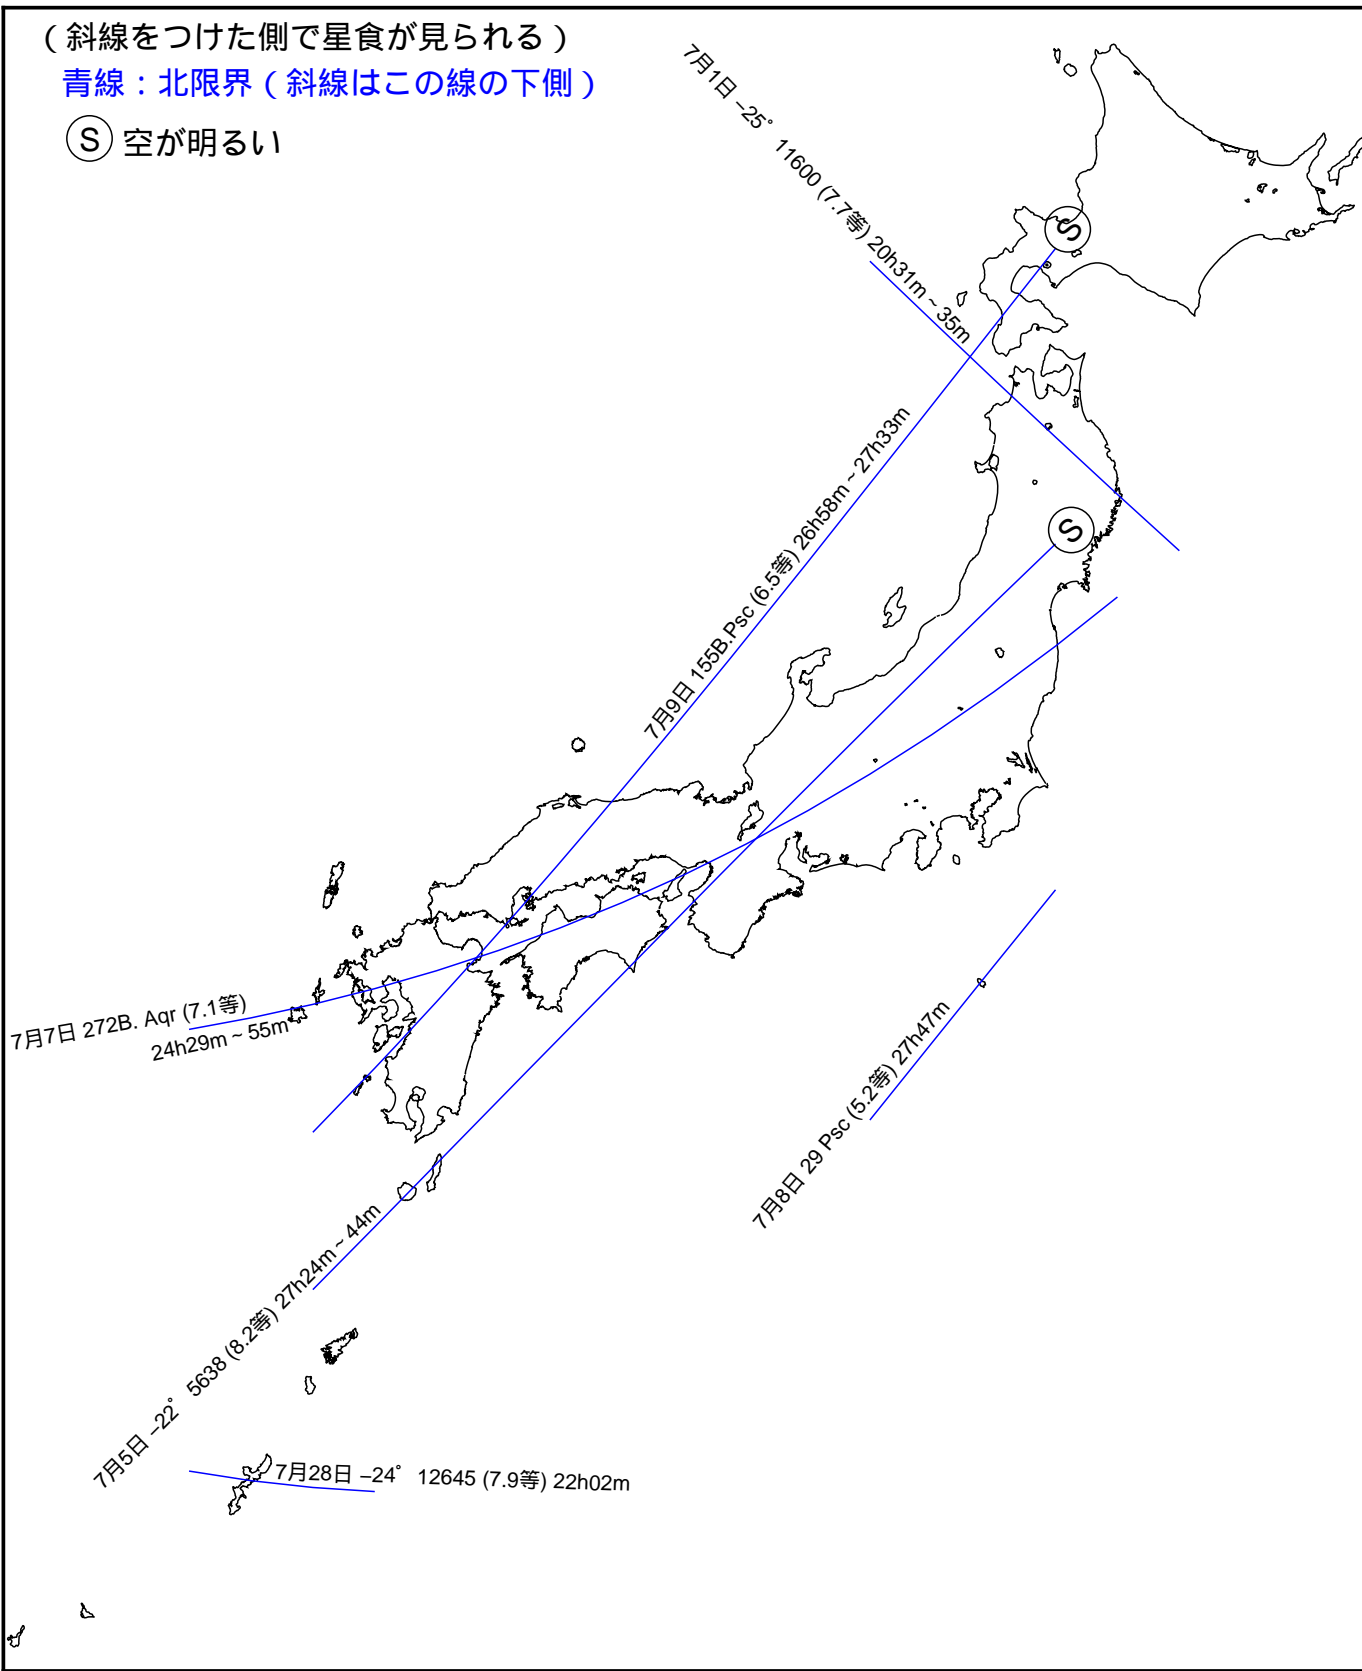 （斜線をつけた側で星食が見られる）
青線：北限界（斜線はこの線の下側）
S 空が明るい
7月1日 −25° 11600 (7.7等) 20h31m ~ 35m
S
7月9日 155B.Psc (6.5等) 26h58m ~ 27h33m
S
7月7日 272B. Aqr (7.1等)
24h29m ~ 55m
7月8日 29 Psc (5.2等) 27h47m
7月5日 −22° 5638 (8.2等) 27h24m ~ 44m
7月28日 −24° 12645 (7.9等) 22h02m